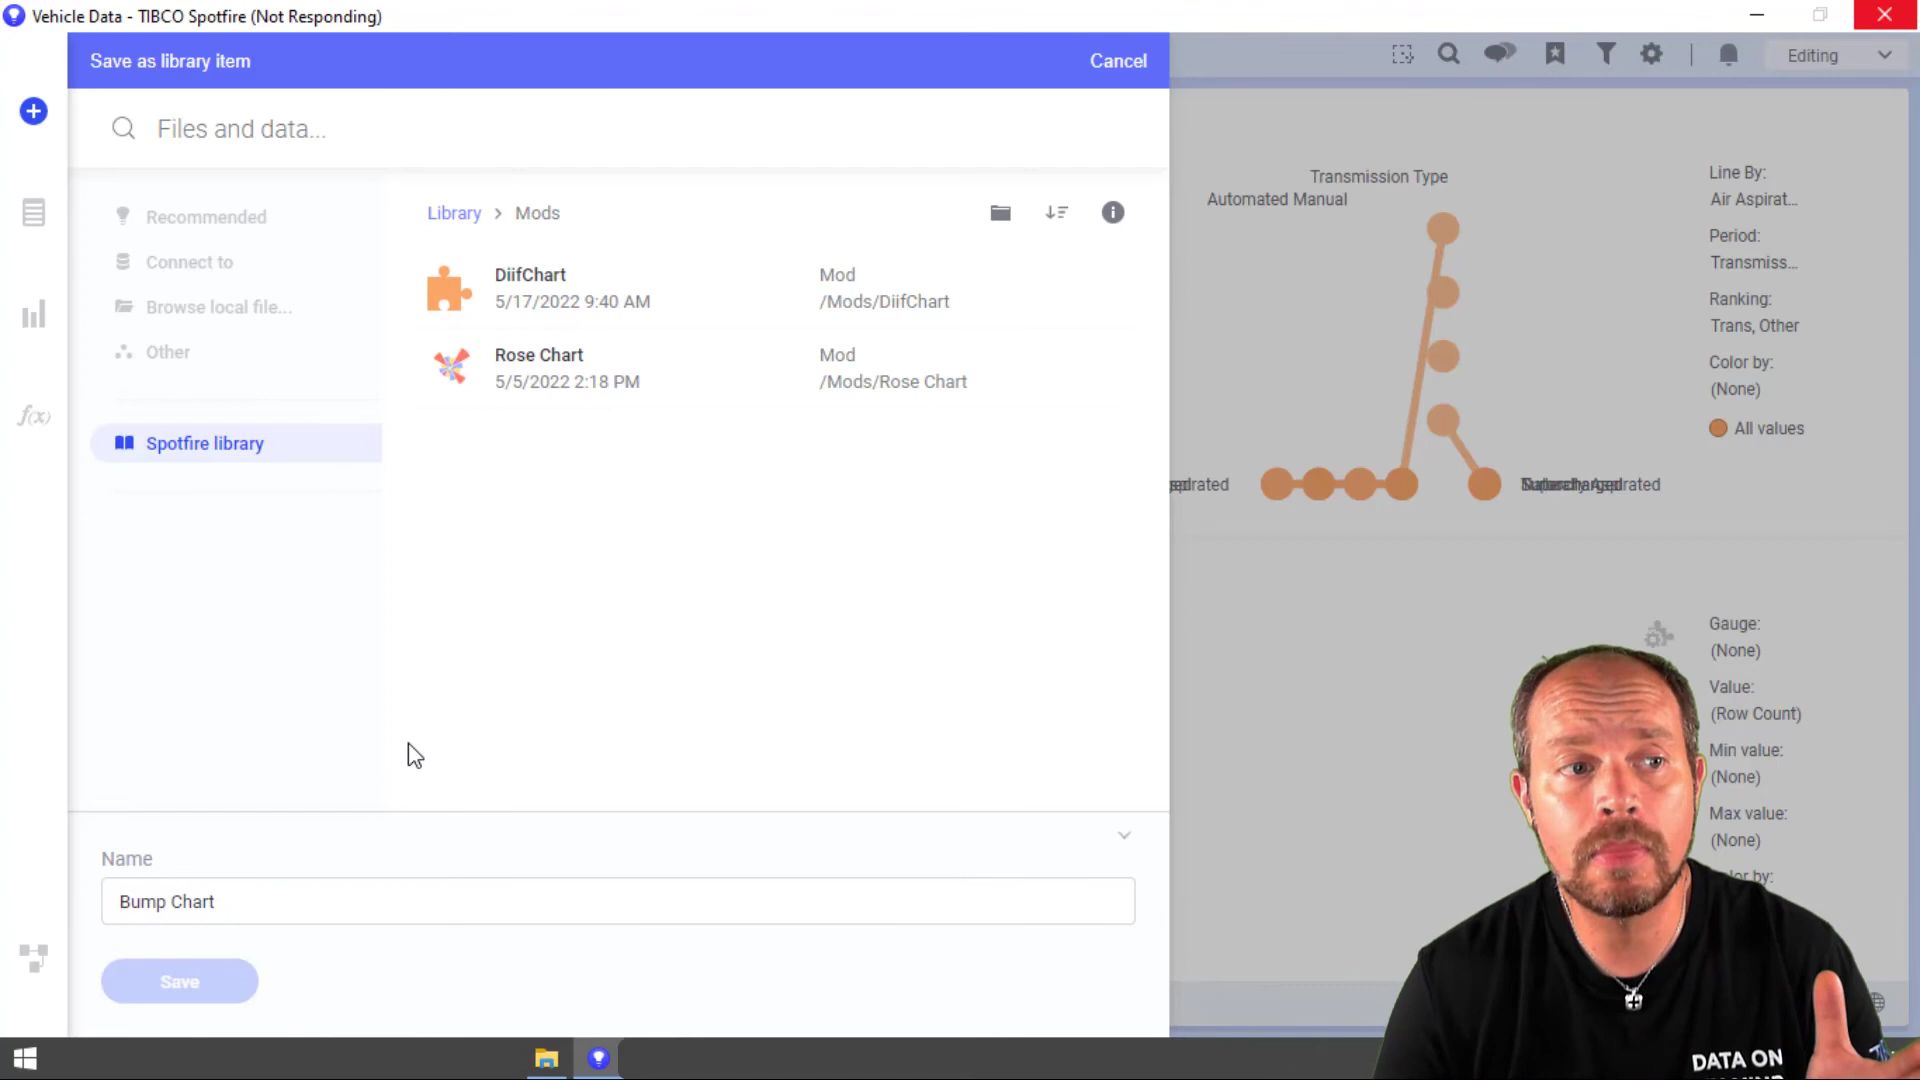 Vehicle Data - TIBCO Spotfire (Not Responding)
Save as library item
Cancel
Editing
Files and data...
Recommended
Connect to
Browse local file...
Other
Spotfire library
Library > Mods
DiifChart
5/17/2022 9:40 AM
Mod
/Mods/DiifChart
Rose Chart
5/5/2022 2:18 PM
Mod
/Mods/Rose Chart
f(x)
Name
Bump Chart
Save
Transmission Type
Automated Manual
Line By:
Air Aspirat...
Period:
Transmiss...
Ranking:
Trans, Other
Color by:
(None)
All values
Gauge:
(None)
Value:
(Row Count)
Min value:
(None)
Max value:
(None)
by:
DATA ON